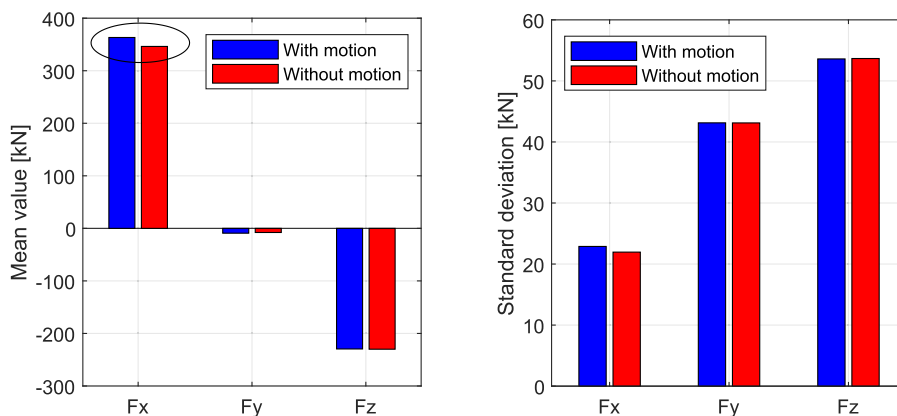 Mean value [kN]
400
300
200
100
0
-100
-200
-300
With motion
Without motion
Fx
Fy
Fz
Standard deviation [kN]
60
50
40
30
20
10
0
With motion
Without motion
Fx
Fy
Fz